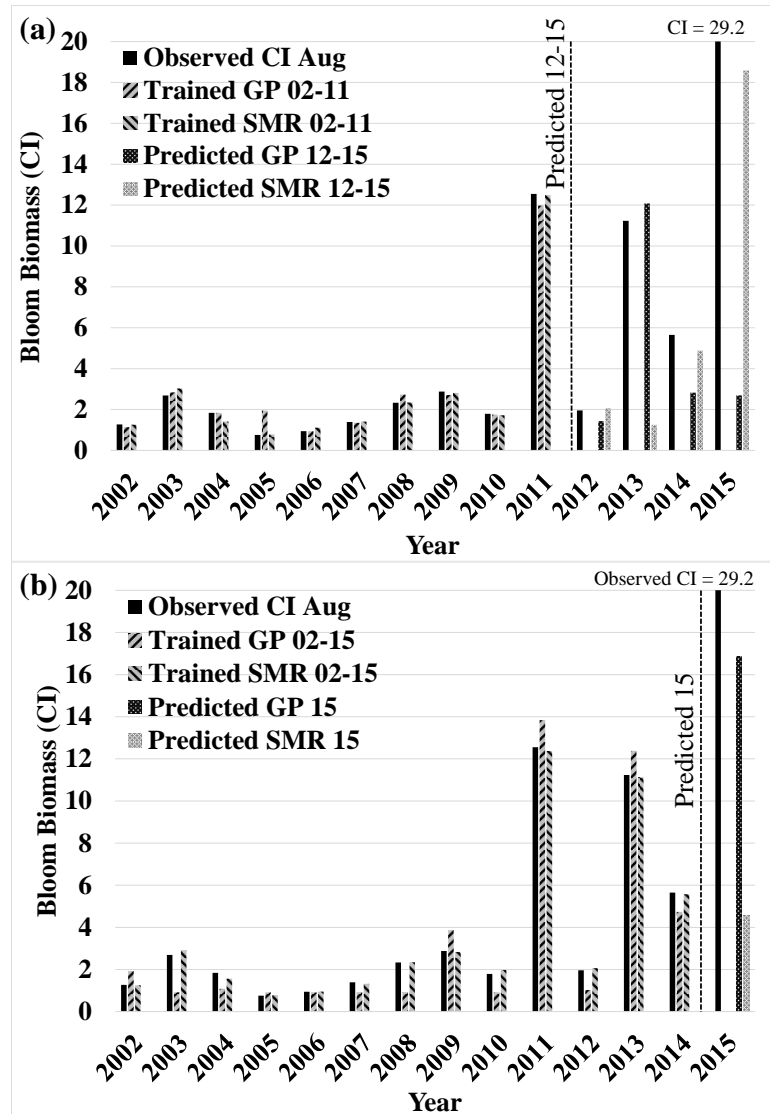 (a)
CI = 29.2
20
18
16
14
12
10
8
6
4
2
0
Bloom Biomass (CI)
Observed CI Aug
Trained GP 02-11
Trained SMR 02-11
Predicted GP 12-15
Predicted SMR 12-15
Predicted 12-15
2002
2003
2004
2005
2006
2007
2008
2009
2010
2011
2012
2013
2014
2015
Year
(b)
Observed CI = 29.2
20
18
16
14
12
10
8
6
4
2
0
Bloom Biomass (CI)
Observed CI Aug
Trained GP 02-15
Trained SMR 02-15
Predicted GP 15
Predicted SMR 15
Predicted 15
2002
2003
2004
2005
2006
2007
2008
2009
2010
2011
2012
2013
2014
2015
Year